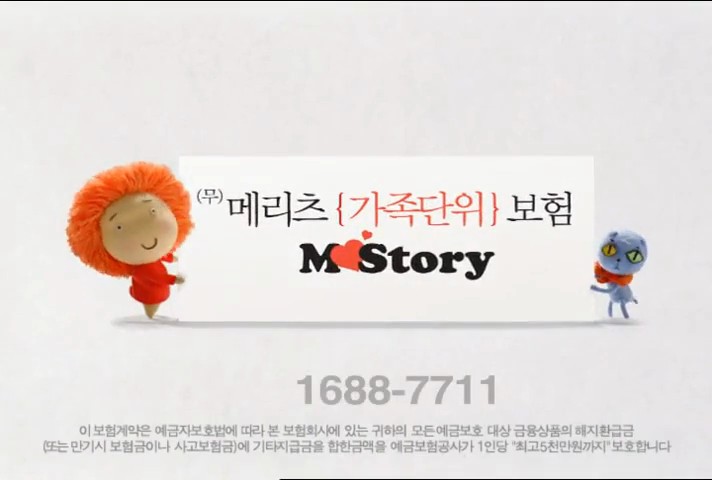 (무)메리츠 {가족단위} 보험
M Story
1688-7711
이 보험계약은 예금자보호법에 따라 본 보험회사에 있는 귀하의 모든 예금보호 대상 금융상품의 해지환급금
(또는 만기시 보험금이나 사고보험금)에 기타지급금을 합한금액을 예금보험공사가 1인당 "최고5천만원까지" 보호합니다